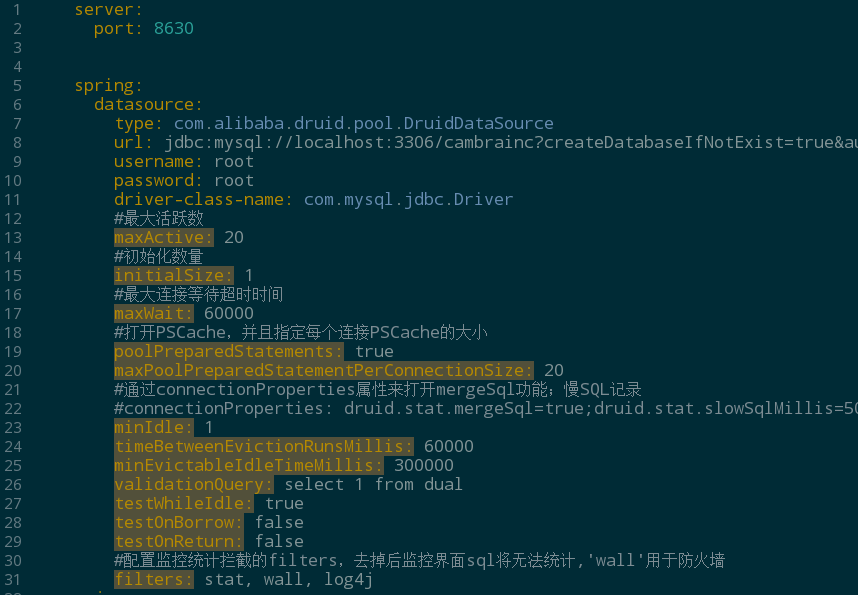 1 server:
2 port: 8630
3
4
5 spring:
6 datasource:
7 type: com.alibaba.druid.pool.DruidDataSource
8 url: jdbc:mysql://localhost:3306/cambrainc?createDatabaseIfNotExist=true&au
9 username: root
10 password: root
11 driver-class-name: com.mysql.jdbc.Driver
12 #最大活跃数
13 maxActive: 20
14 #初始化数量
15 initialSize: 1
16 #最大连接等待超时时间
17 maxWait: 60000
18 #打开PSCache，并且指定每个连接PSCache的大小
19 poolPreparedStatements: true
20 maxPoolPreparedStatementPerConnectionSize: 20
21 #通过connectionProperties属性来打开mergeSql功能；慢SQL记录
22 #connectionProperties: druid.stat.mergeSql=true;druid.stat.slowSqlMillis=50
23 minIdle: 1
24 timeBetweenEvictionRunsMillis: 60000
25 minEvictableIdleTimeMillis: 300000
26 validationQuery: select 1 from dual
27 testWhileIdle: true
28 testOnBorrow: false
29 testOnReturn: false
30 #配置监控统计拦截的filters，去掉后监控界面sql将无法统计,'wall'用于防火墙
31 filters: stat, wall, log4j